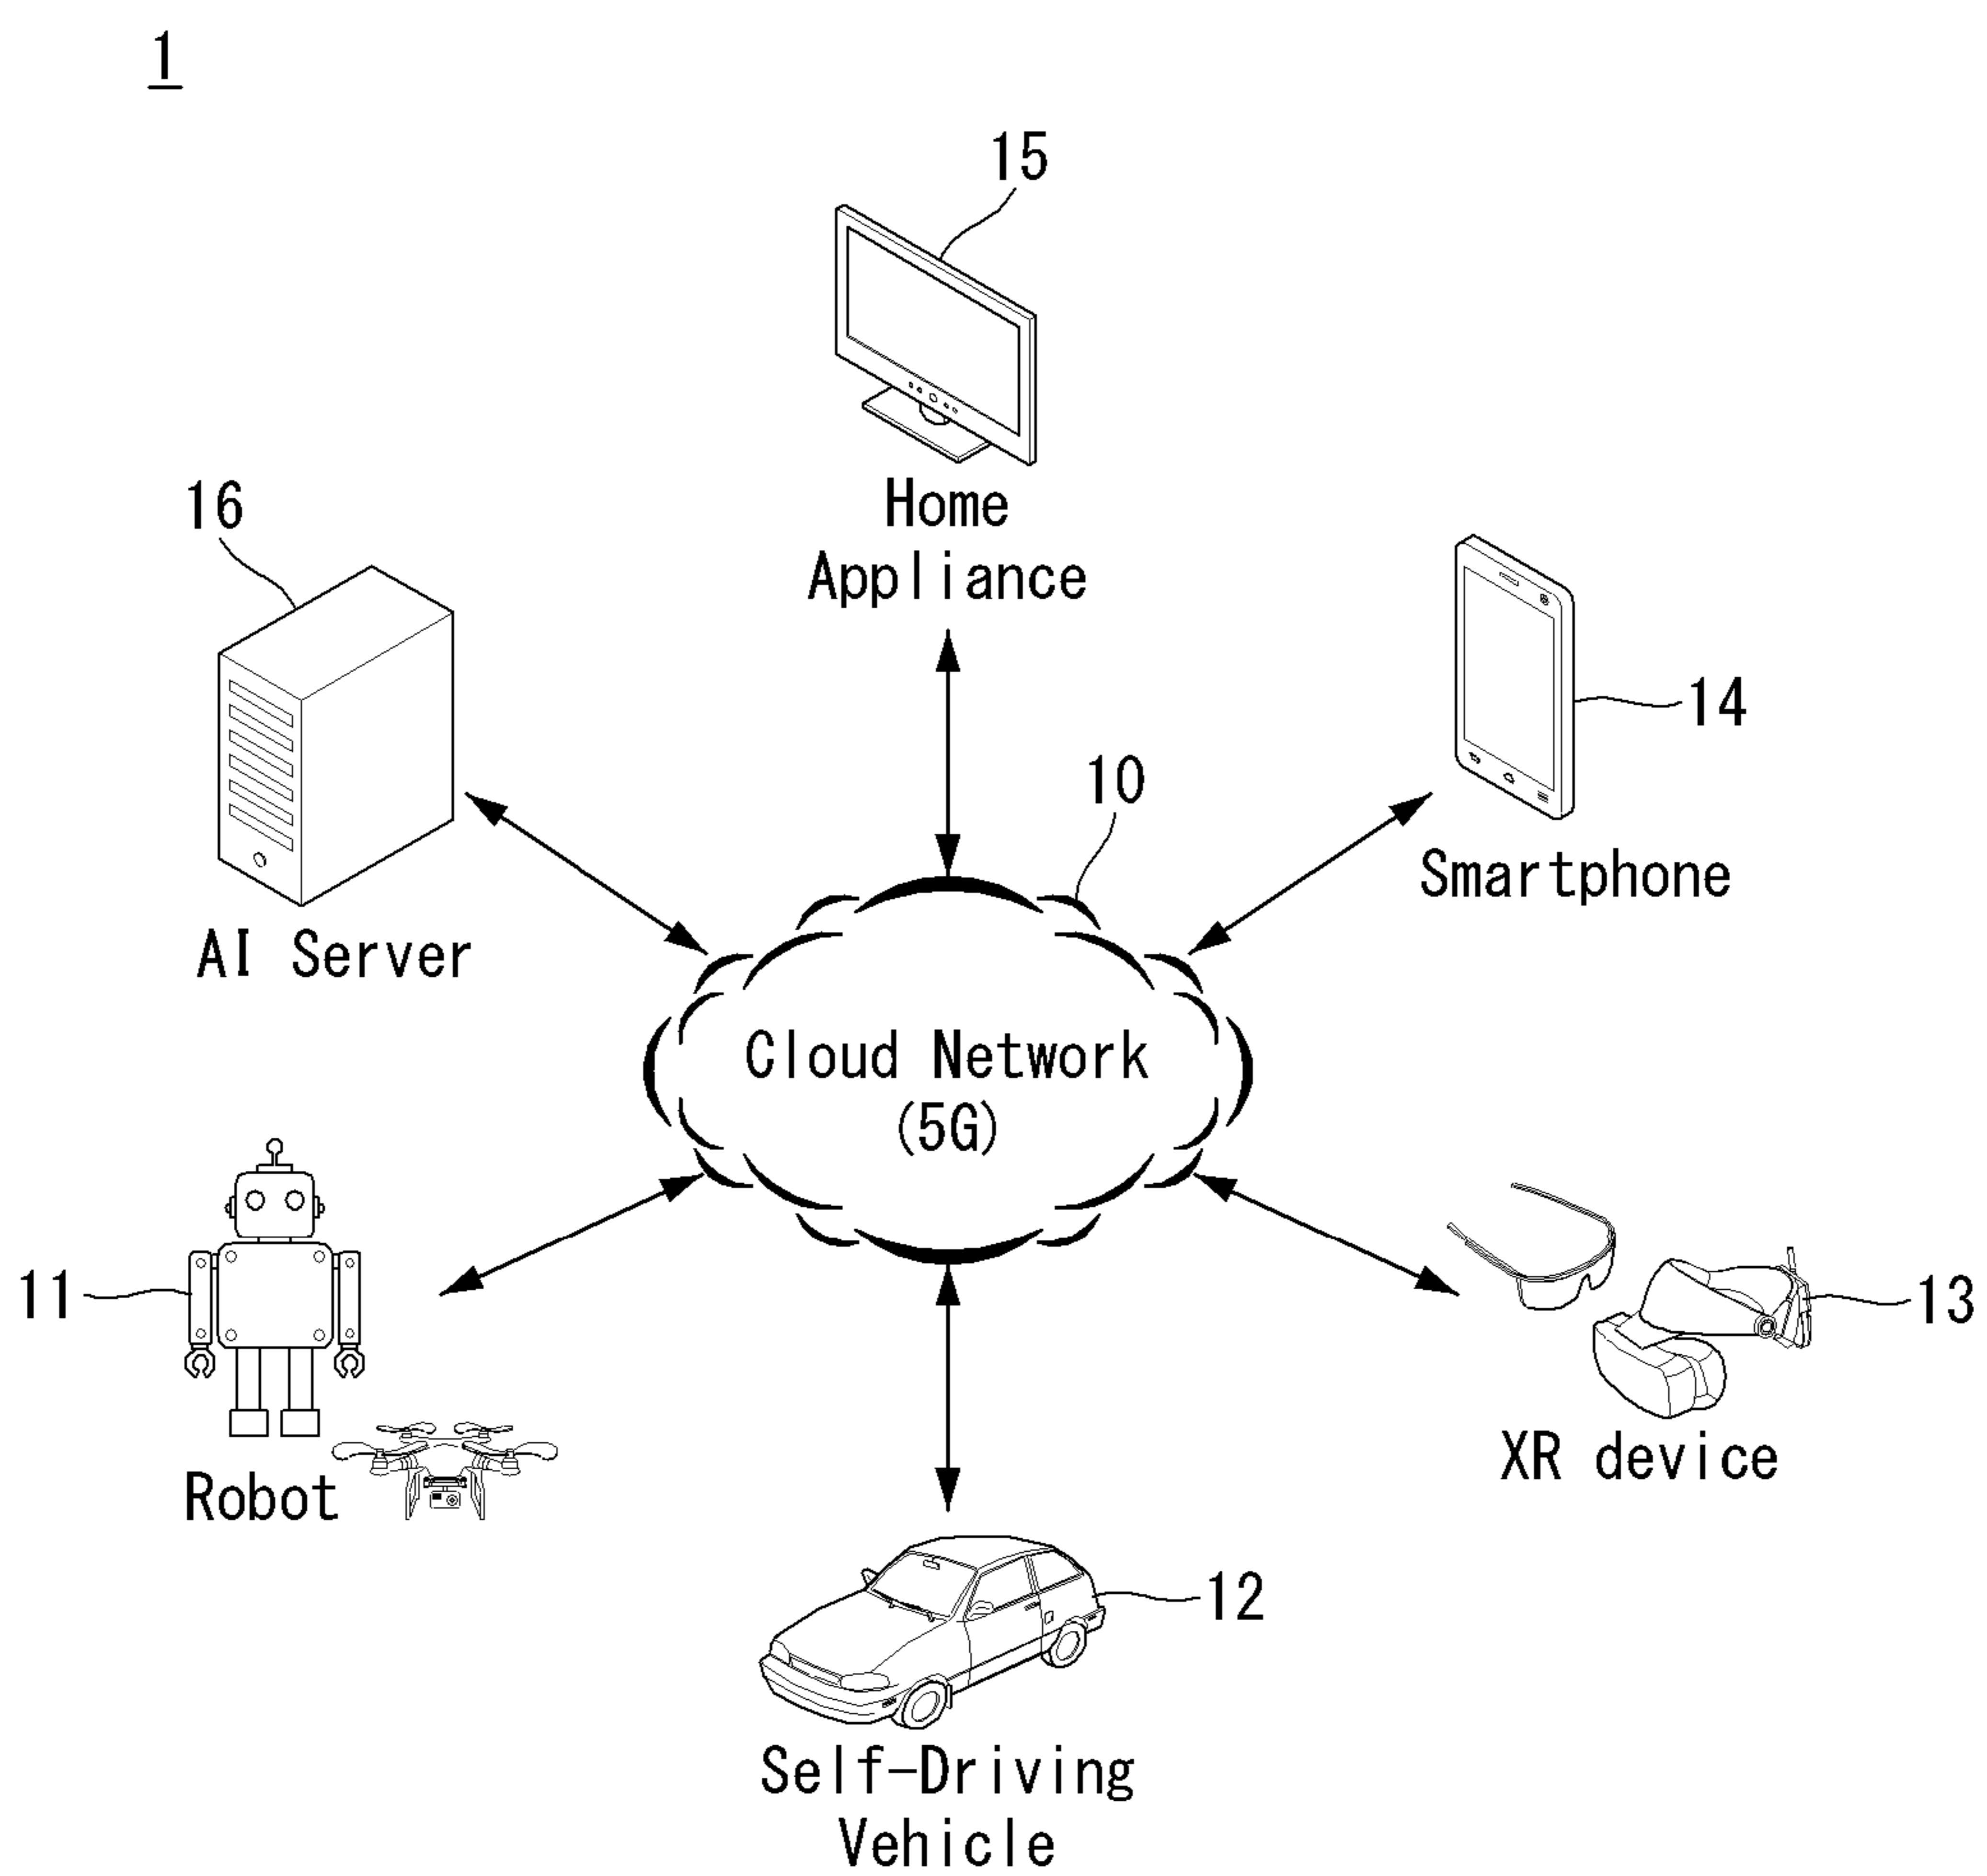 1
15
Home
Appliance
16
14
10
Smartphone
AI Server
Cloud Network
(5G)
11
13
XR device
Robot
12
Self-Driving
Vehicle